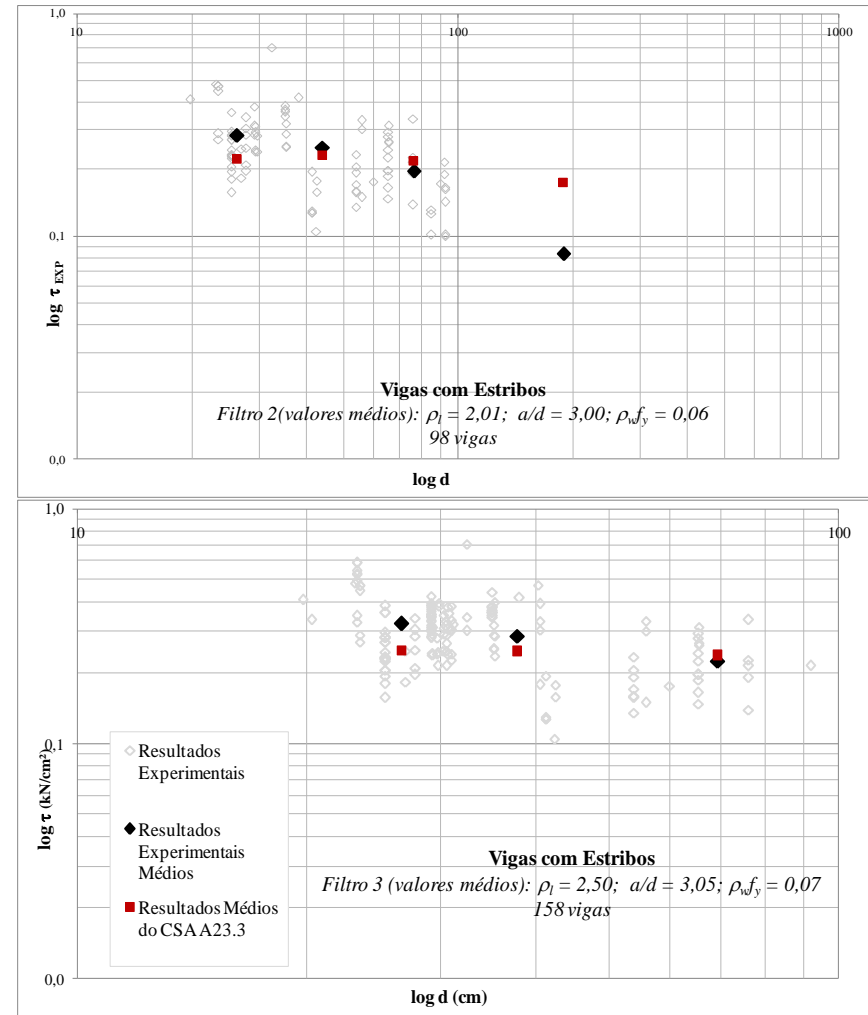 1,0
10
100
1000
0,1
log τ EXP
Vigas com Estribos
Filtro 2(valores médios): ρl = 2,01; a/d = 3,00; ρwfy = 0,06
98 vigas
0,0
log d
1,0
10
100
0,1
log τ (kN/cm²)
Resultados
Experimentais
Resultados
Experimentais
Médios
Resultados Médios
do CSA A23.3
Vigas com Estribos
Filtro 3 (valores médios): ρl = 2,50; a/d = 3,05; ρwfy = 0,07
158 vigas
0,0
log d (cm)